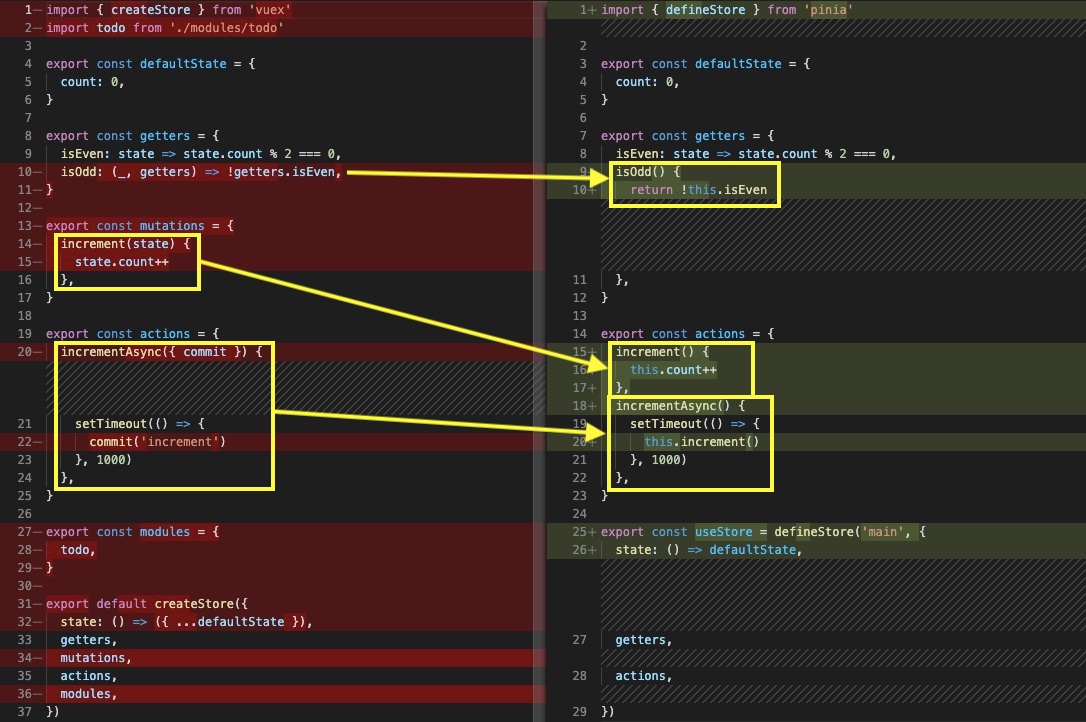 1— import { createStore } from 'vuex'
2— import todo from './modules/todo'
3
4 export const defaultState = {
5   count: 0,
6 }
7
8 export const getters = {
9   isEven: state => state.count % 2 === 0,
10—   isOdd: (_, getters) => !getters.isEven,
11— }
12—
13— export const mutations = {
14—   increment(state) {
15—     state.count++
16   },
17 }
18
19 export const actions = {
20—   incrementAsync({ commit }) {
21     setTimeout(() => {
22—       commit('increment')
23     }, 1000)
24   },
25 }
26
27— export const modules = {
28—   todo,
29— }
30—
31— export default createStore({
32—   state: () => ({ ...defaultState }),
33   getters,
34—   mutations,
35   actions,
36—   modules,
37 })
1+ import { defineStore } from 'pinia'
2
3 export const defaultState = {
4   count: 0,
5 }
6
7 export const getters = {
8   isEven: state => state.count % 2 === 0,
9+   isOdd() {
10+     return !this.isEven
11   },
12 }
13
14 export const actions = {
15+   increment() {
16+     this.count++
17+   },
18+   incrementAsync() {
19     setTimeout(() => {
20+       this.increment()
21     }, 1000)
22   },
23 }
24
25+ export const useStore = defineStore('main', {
26+   state: () => defaultState,
27   getters,
28   actions,
29 })